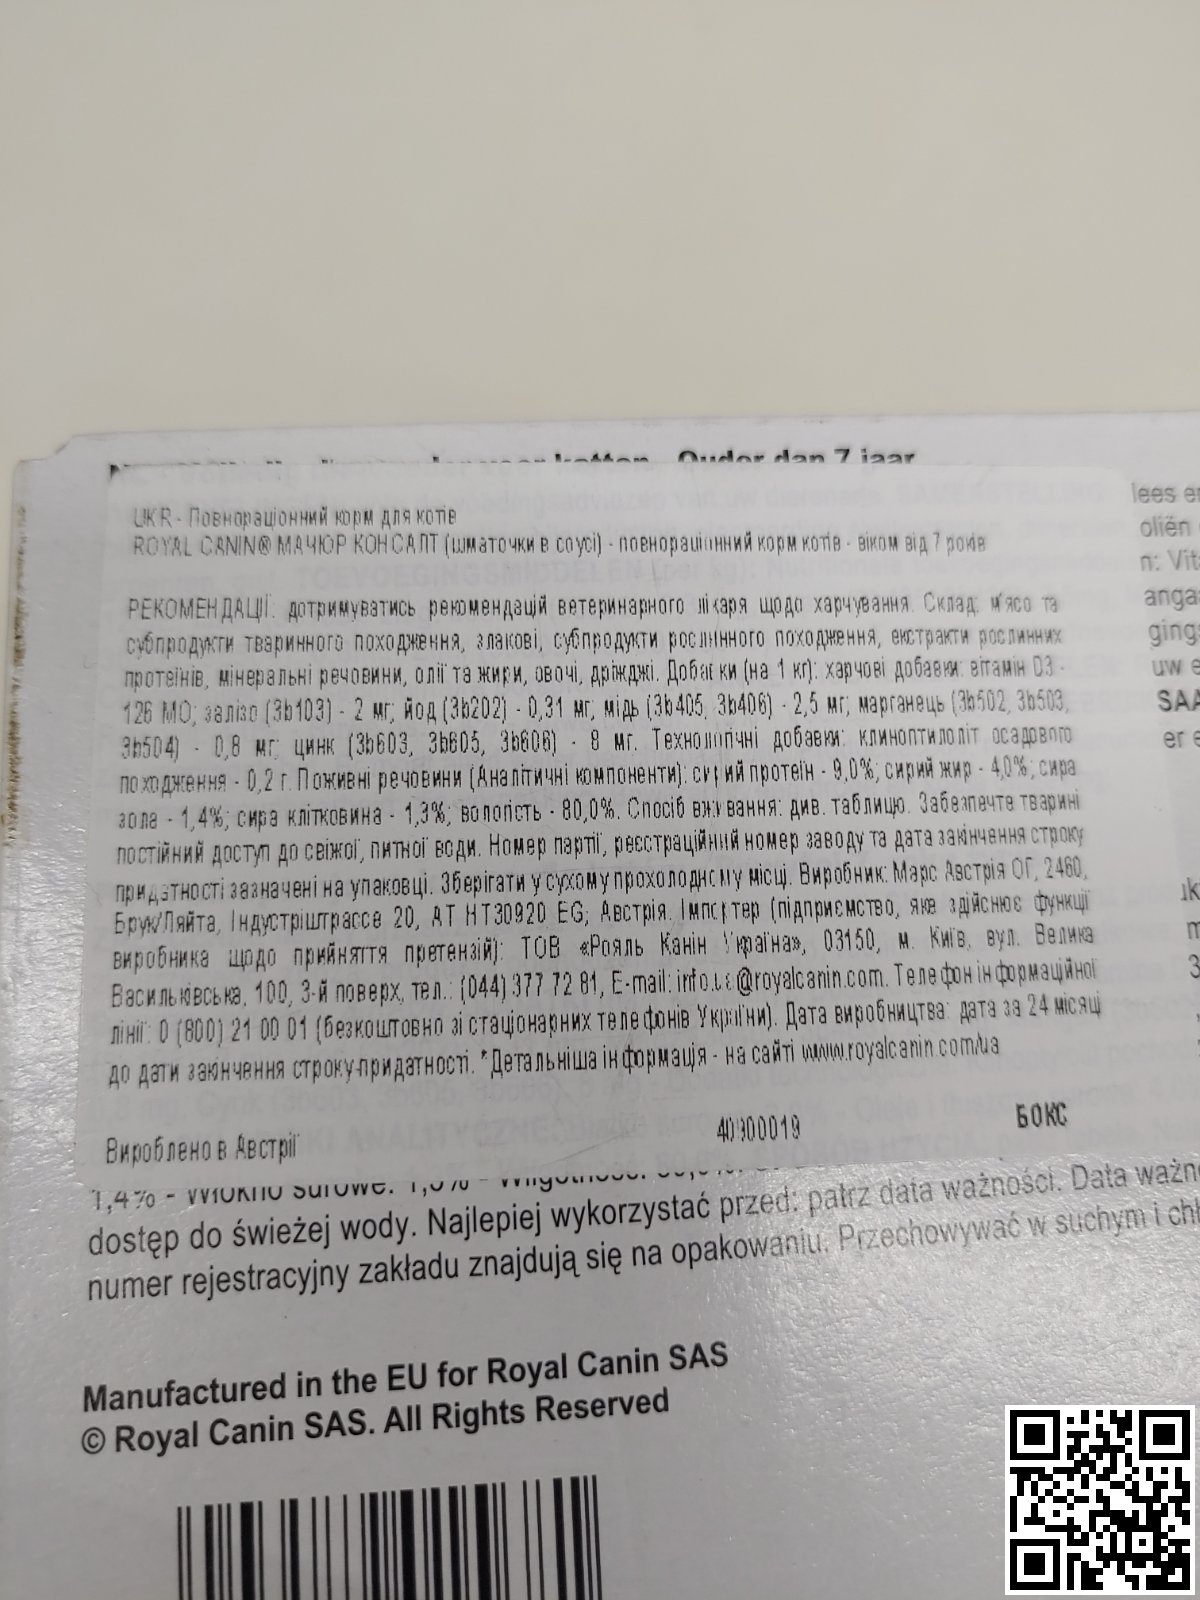 Ouder dan 7 jaar
UKR - Повнораціонний корм для котів
ROYAL CANIN® МАЧЮР КОНСАЛТ (шматочки в соусі) - повнораціонний корм котів - віком від 7 років
РЕКОМЕНДАЦІЇ: дотримуватись рекомендацій ветеринарного лікаря щодо харчування. Склад: м'ясо та
субпродукти тваринного походження, злакові, субпродукти рослинного походження, екстракти рослинних
протеїнів, мінеральні речовини, олії та жири, овочі, дріжджі. Добавки (на 1 кг): харчові добавки: вітамін D3 -
126 МО; залізо (3b103) - 2 мг; йод (3b202) - 0,31 мг; мідь (3b405, 3b406) - 2,5 мг; марганець (3b502, 3b503,
3b504) - 0,8 мг; цинк (3b603, 3b605, 3b606) - 8 мг. Технологічні добавки: клиноптилоліт осадового
походження - 0,2 г. Поживні речовини (Аналітичні компоненти): сирий протеїн - 9,0%; сирий жир - 4,0%; сира
зола - 1,4%; сира клітковина - 1,3%; вологість - 80,0%. Спосіб вживання: див. таблицю. Забезпечте тварині
постійний доступ до свіжої, питної води. Номер партії, реєстраційний номер заводу та дата закінчення строку
придатності зазначені на упаковці. Зберігати у сухому прохолодному місці. Виробник: Марс Австрія ОГ, 2460,
Брук/Ляйта, Індустріштрассе 20, AT HT30920 EG; Австрія. Імпортер (підприємство, яке здійснює функції
виробника щодо прийняття претензій): ТОВ «Рояль Канін Україна», 03150, м. Київ, вул. Велика
Васильківська, 100, 3-й поверх, тел.: (044) 377 72 81, E-mail: info.ua@royalcanin.com. Телефон інформаційної
лінії: 0 (800) 21 00 01 (безкоштовно зі стаціонарних телефонів України). Дата виробництва: дата за 24 місяці
до дати закінчення строку придатності. *Детальніша інформація - на сайті www.royalcanin.com/ua
Вироблено в Австрії 40900019 БОКС
dostęp do świeżej wody. Najlepiej wykorzystać przed: patrz data ważności. Data
numer rejestracyjny zakładu znajdują się na opakowaniu. Przechowywać w suchym i
Manufactured in the EU for Royal Canin SAS
© Royal Canin SAS. All Rights Reserved